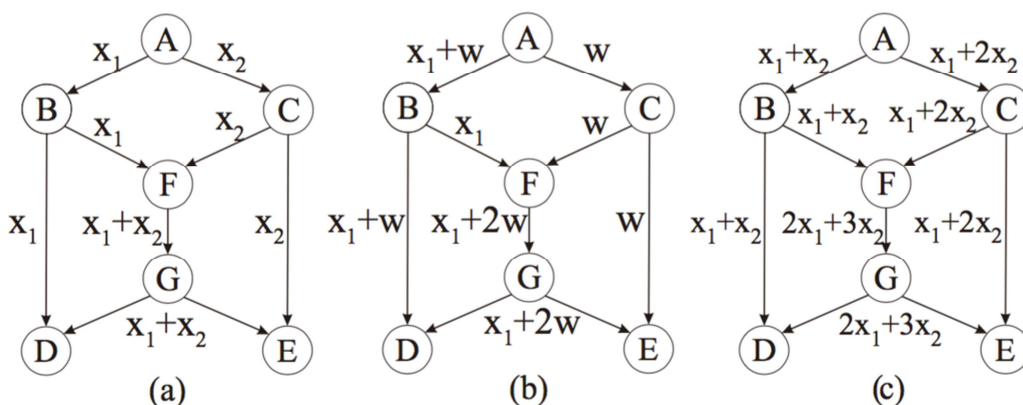 A
x₁
x₂
B
C
x₁
x₂
F
x₁
x₁+x₂
x₂
G
x₁+x₂
D
E
(a)
A
x₁+w
w
B
C
x₁
w
F
x₁+w
x₁+2w
w
G
x₁+2w
D
E
(b)
A
x₁+x₂
x₁+2x₂
B
C
x₁+x₂
x₁+2x₂
F
x₁+x₂
2x₁+3x₂
x₁+2x₂
G
2x₁+3x₂
D
E
(c)